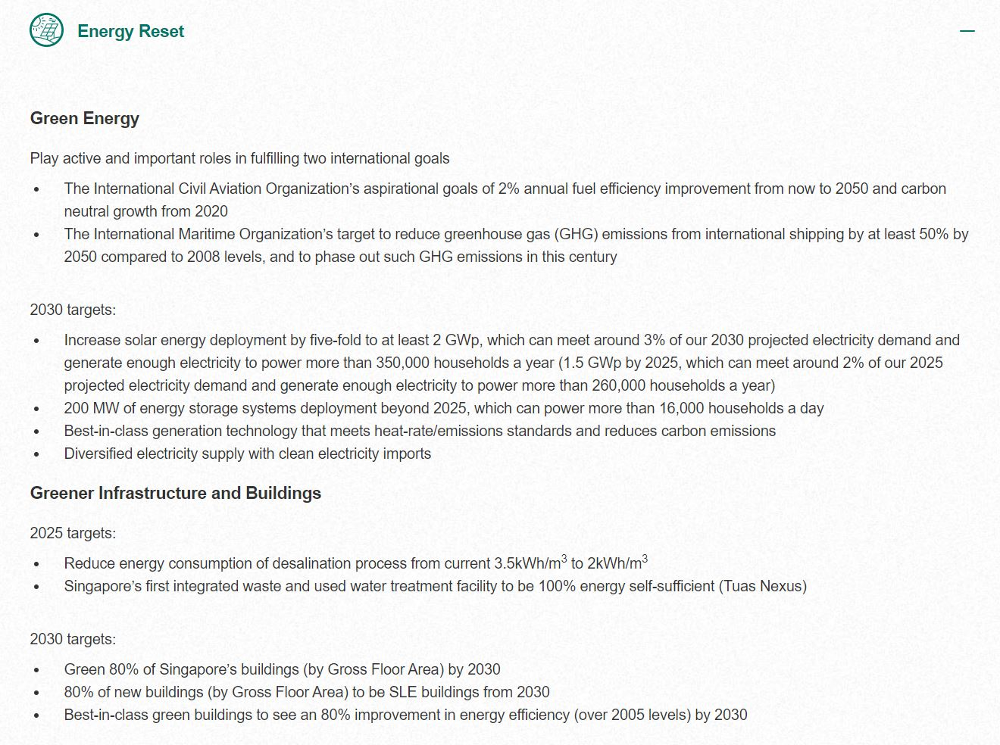 Energy Reset
Green Energy
Play active and important roles in fulfilling two international goals
• The International Civil Aviation Organization’s aspirational goals of 2% annual fuel efficiency improvement from now to 2050 and carbon
neutral growth from 2020
• The International Maritime Organization’s target to reduce greenhouse gas (GHG) emissions from international shipping by at least 50% by
2050 compared to 2008 levels, and to phase out such GHG emissions in this century
2030 targets:
• Increase solar energy deployment by five-fold to at least 2 GWp, which can meet around 3% of our 2030 projected electricity demand and
generate enough electricity to power more than 350,000 households a year (1.5 GWp by 2025, which can meet around 2% of our 2025
projected electricity demand and generate enough electricity to power more than 260,000 households a year)
• 200 MW of energy storage systems deployment beyond 2025, which can power more than 16,000 households a day
• Best-in-class generation technology that meets heat-rate/emissions standards and reduces carbon emissions
• Diversified electricity supply with clean electricity imports
Greener Infrastructure and Buildings
2025 targets:
• Reduce energy consumption of desalination process from current 3.5kWh/m³ to 2kWh/m³
• Singapore’s first integrated waste and used water treatment facility to be 100% energy self-sufficient (Tuas Nexus)
2030 targets:
• Green 80% of Singapore’s buildings (by Gross Floor Area) by 2030
• 80% of new buildings (by Gross Floor Area) to be SLE buildings from 2030
• Best-in-class green buildings to see an 80% improvement in energy efficiency (over 2005 levels) by 2030